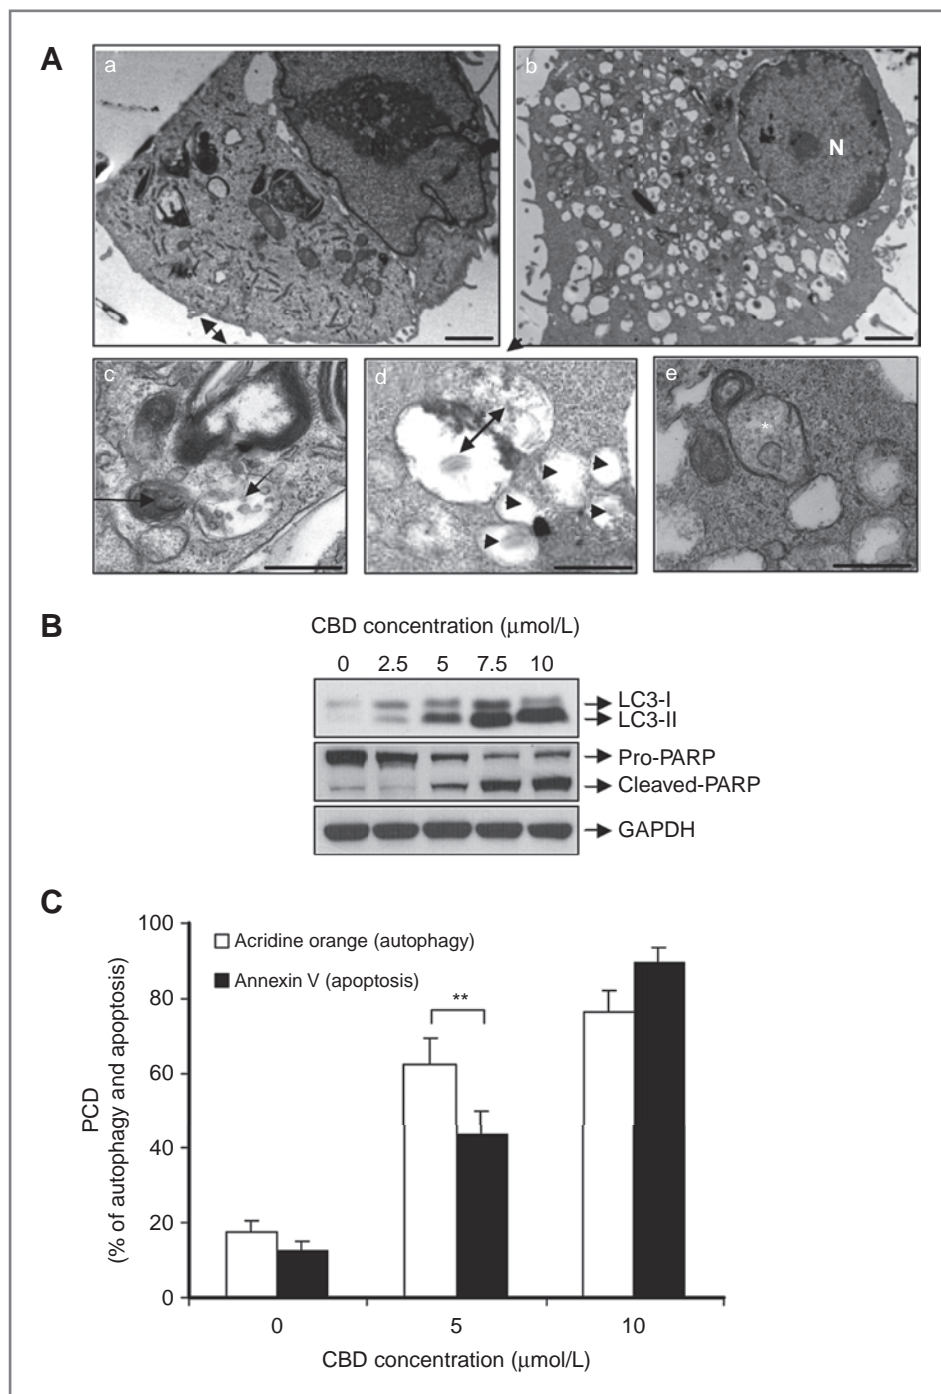 A
a
b
N
c
d
e
*
B
CBD concentration (μmol/L)
0 2.5 5 7.5 10
LC3-I
LC3-II
Pro-PARP
Cleaved-PARP
GAPDH
C
PCD
(% of autophagy and apoptosis)
100
80
60
40
20
0
Acridine orange (autophagy)
Annexin V (apoptosis)
**
0 5 10
CBD concentration (μmol/L)